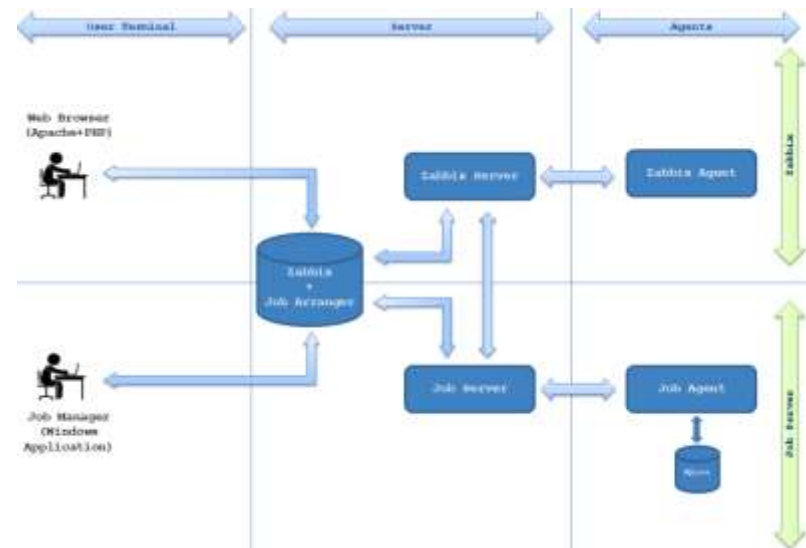 User Terminal
Server
Agents
Web Browser
(Apache+PHP)
Zabbix Server
Zabbix Agent
Zabbix
Zabbix
+
Job Arranger
Job Server
Job Agent
Job Manager
(Windows
Application)
Job Server